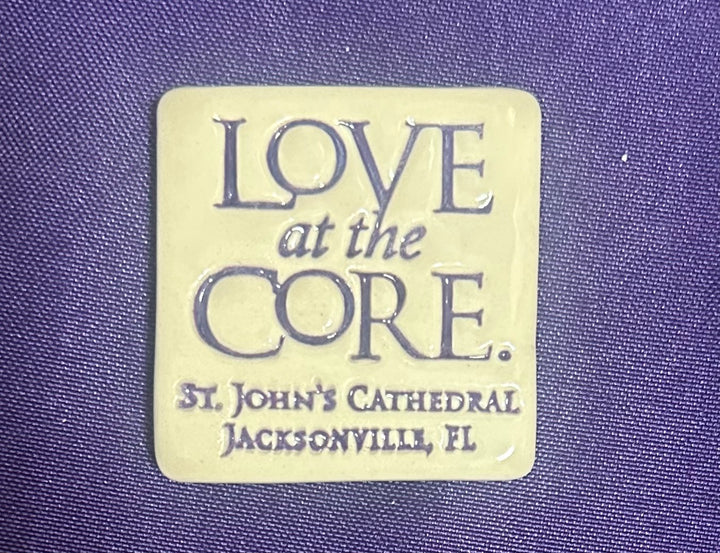 LOVE
at the
CORE.
ST. JOHN'S CATHEDRAL
JACKSONVILLE, FL